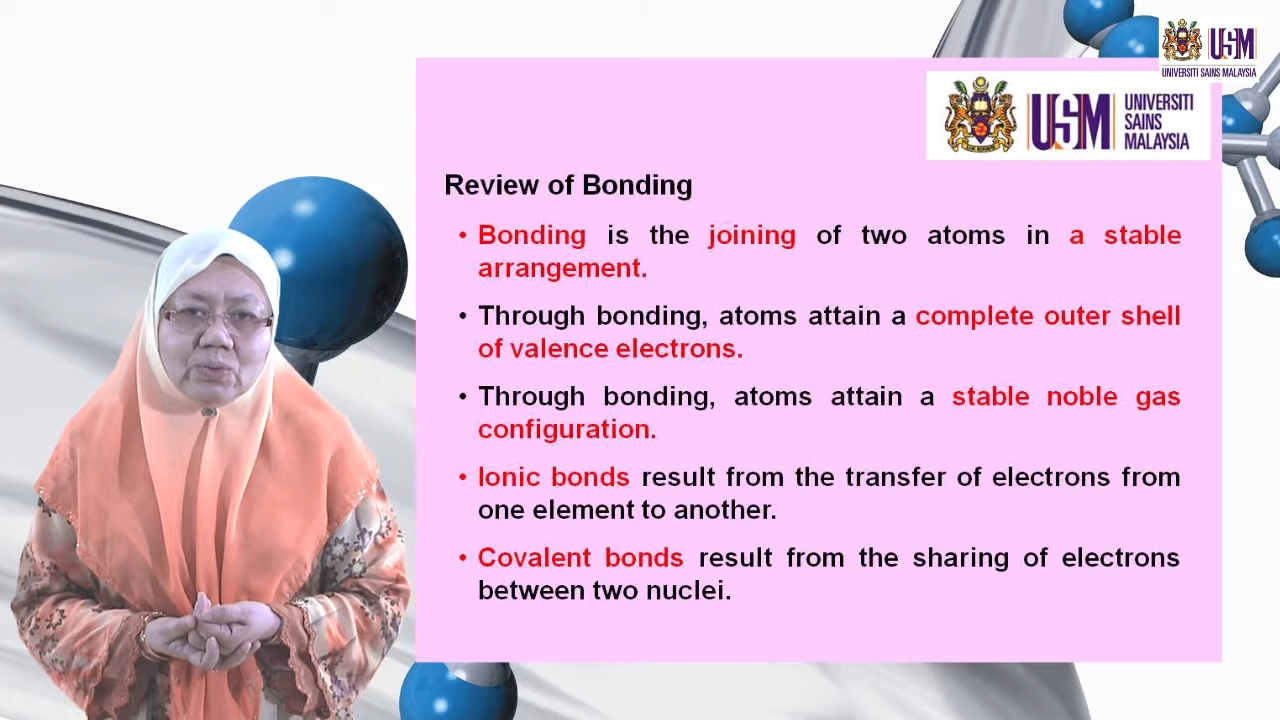 USM
UNIVERSITI SAINS MALAYSIA
USM
UNIVERSITI
SAINS
MALAYSIA
Review of Bonding
• Bonding is the joining of two atoms in a stable
arrangement.
• Through bonding, atoms attain a complete outer shell
of valence electrons.
• Through bonding, atoms attain a stable noble gas
configuration.
• Ionic bonds result from the transfer of electrons from
one element to another.
• Covalent bonds result from the sharing of electrons
between two nuclei.